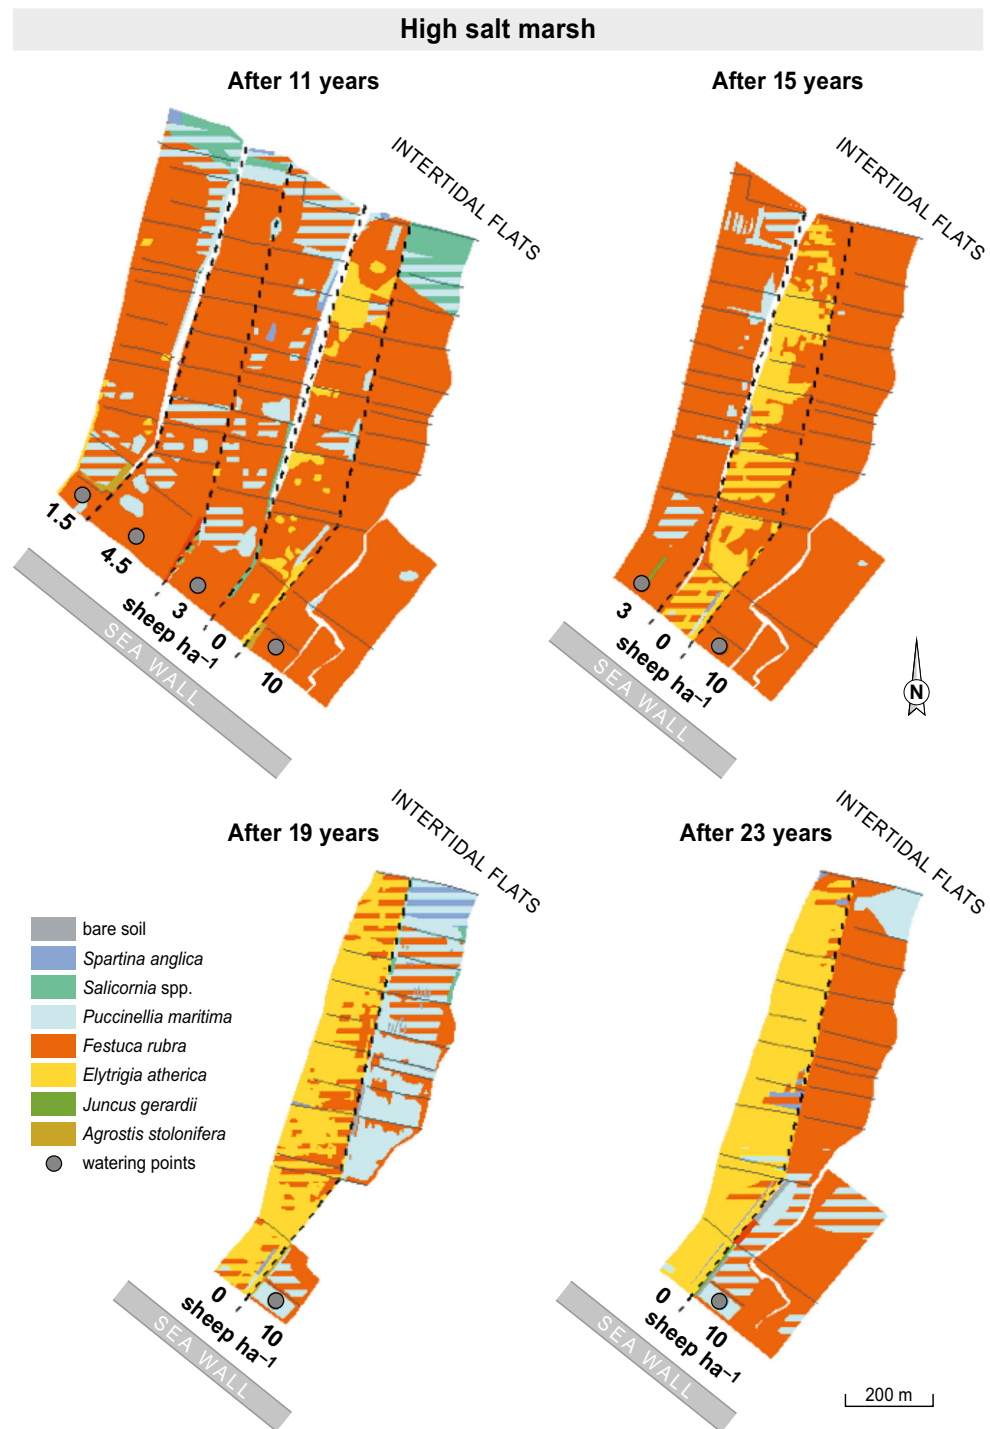 High salt marsh
After 11 years
After 15 years
INTERTIDAL FLATS
INTERTIDAL FLATS
1.5
4.5
3
0
10
sheep ha⁻¹
SEA WALL
3
0
10
sheep ha⁻¹
SEA WALL
N
After 19 years
After 23 years
INTERTIDAL FLATS
INTERTIDAL FLATS
bare soil
Spartina anglica
Salicornia spp.
Puccinellia maritima
Festuca rubra
Elytrigia atherica
Juncus gerardii
Agrostis stolonifera
watering points
0
10
sheep ha⁻¹
SEA WALL
0
10
sheep ha⁻¹
SEA WALL
200 m